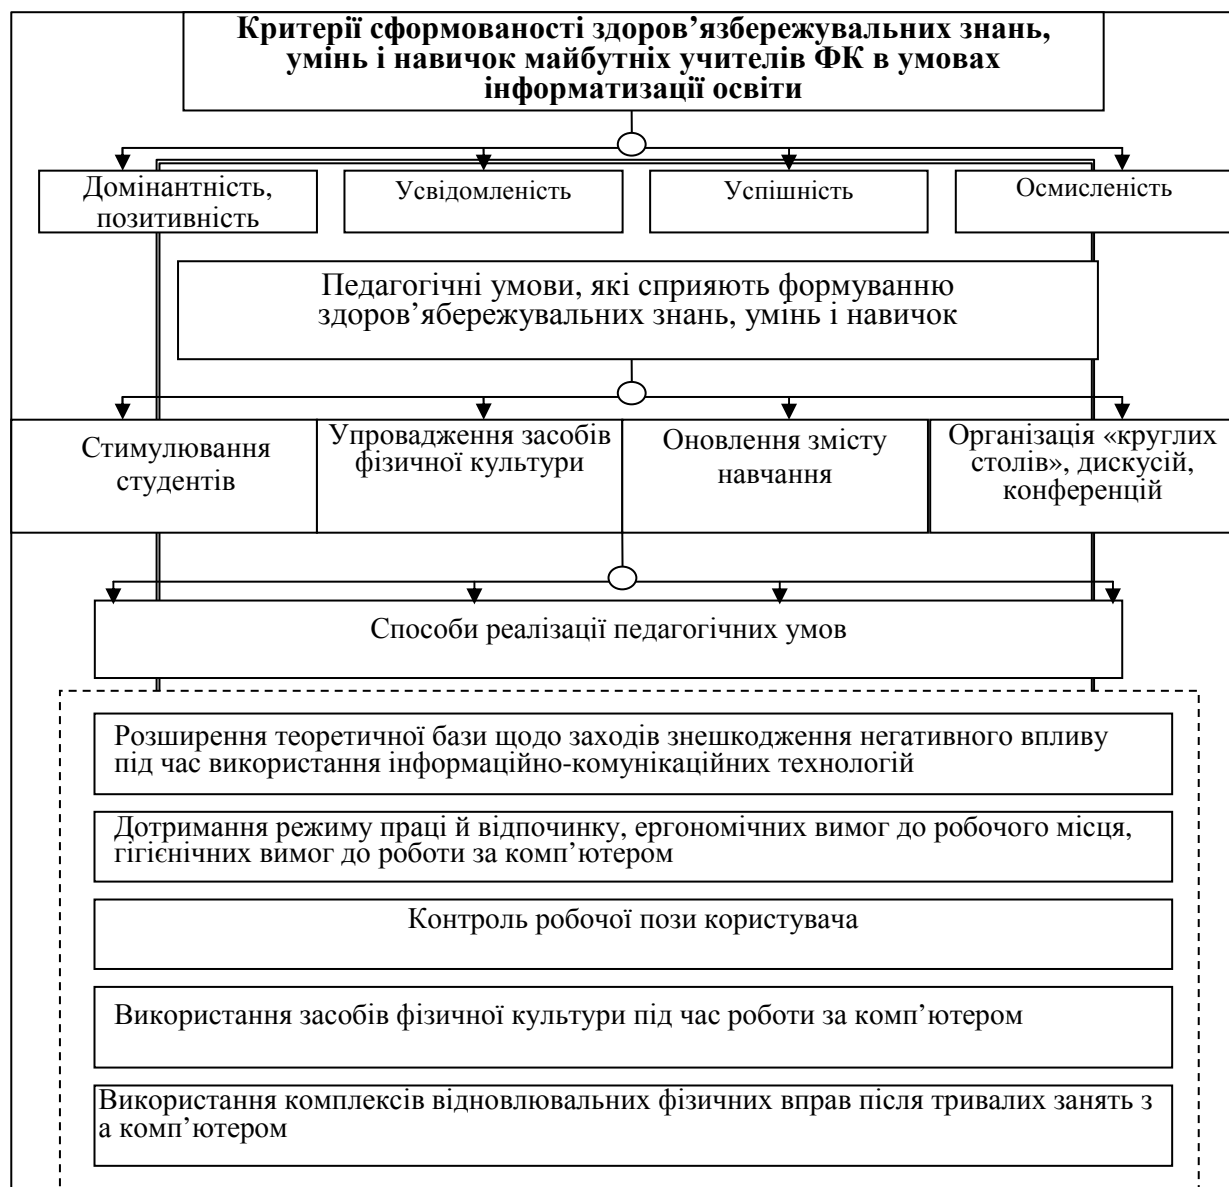 Критерії сформованості здоров’язбережувальних знань,
умінь і навичок майбутніх учителів ФК в умовах
інформатизації освіти
Домінантність,
позитивність
Усвідомленість
Успішність
Осмисленість
Педагогічні умови, які сприяють формуванню
здоров’ябережувальних знань, умінь і навичок
Стимулювання
студентів
Упровадження засобів
фізичної культури
Оновлення змісту
навчання
Організація «круглих
столів», дискусій,
конференцій
Способи реалізації педагогічних умов
Розширення теоретичної бази щодо заходів знешкодження негативного впливу
під час використання інформаційно-комунікаційних технологій
Дотримання режиму праці й відпочинку, ергономічних вимог до робочого місця,
гігієнічних вимог до роботи за комп’ютером
Контроль робочої пози користувача
Використання засобів фізичної культури під час роботи за комп’ютером
Використання комплексів відновлювальних фізичних вправ після тривалих занять з
а комп’ютером